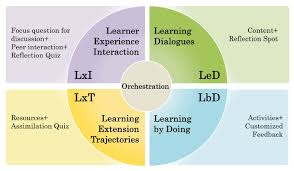 Focus question for
discussion+
Peer interaction+
Reflection Quiz
Learner
Experience
Interaction
LxI
Learning
Dialogues
LeD
Content+
Reflection Spot
Orchestration
Resources+
Assimilation Quiz
LxT
Learning
Extension
Trajectories
LbD
Learning
by Doing
Activities+
Customized
Feedback